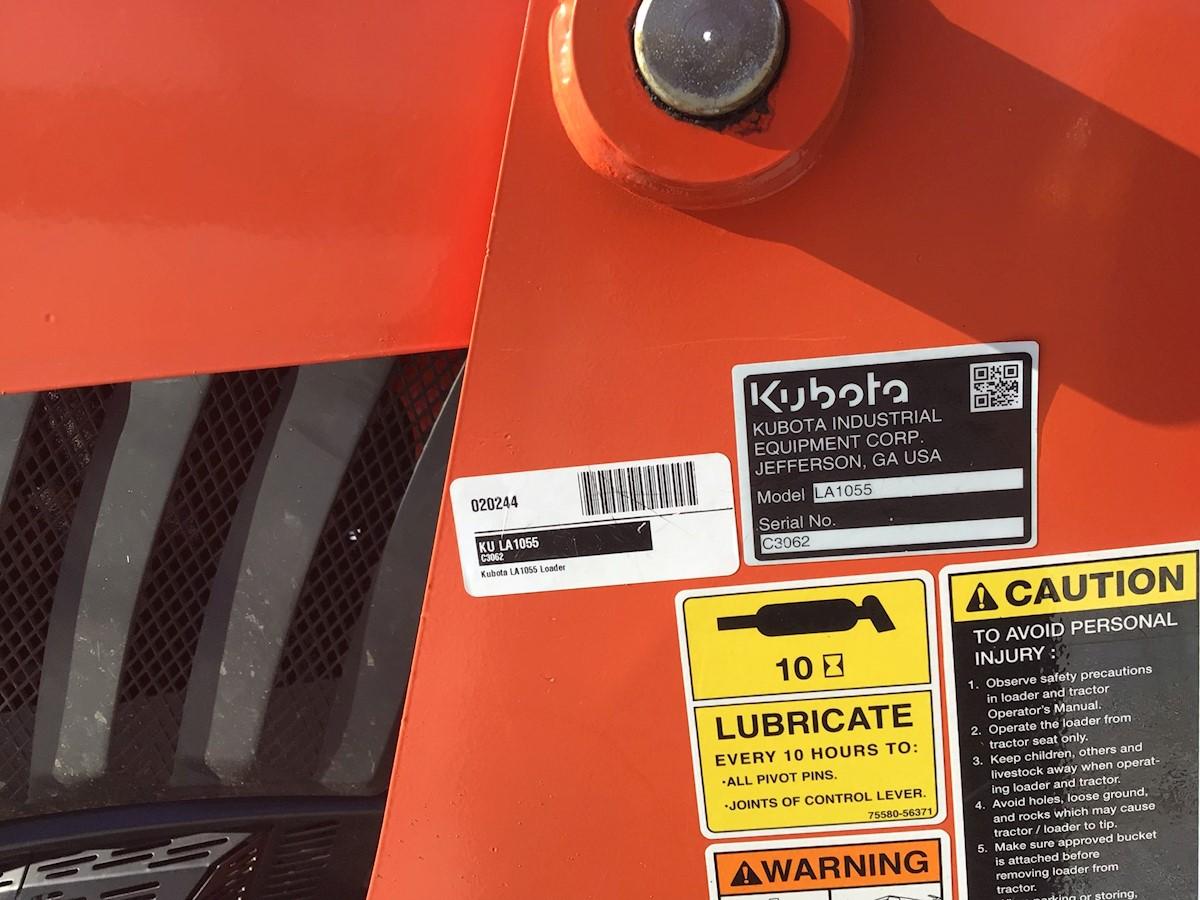 020244
KU LA1055
C3062
Kubota LA1055 Loader
Kubota
KUBOTA INDUSTRIAL
EQUIPMENT CORP.
JEFFERSON, GA USA
Model LA1055
Serial No.
C3062
10
LUBRICATE
EVERY 10 HOURS TO:
·ALL PIVOT PINS.
·JOINTS OF CONTROL LEVER.
75580-56371
WARNING
CAUTION
TO AVOID PERSONAL
INJURY :
1. Observe safety precautions
in loader and tractor
Operator's Manual.
2. Operate the loader from
tractor seat only.
3. Keep children, others and
livestock away when operat-
ing loader and tractor.
4. Avoid holes, loose ground,
and rocks which may cause
tractor / loader to tip.
5. Make sure approved bucket
is attached before
removing loader from
tractor.
parking or storing,